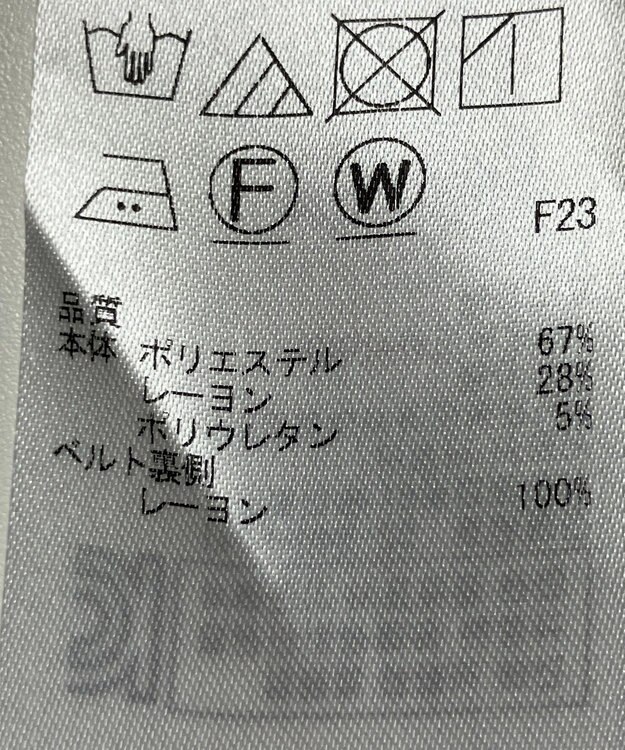 F W
F23
品質
本体 ポリエステル 67%
レーヨン 28%
ポリウレタン 5%
ベルト裏側
レーヨン 100%